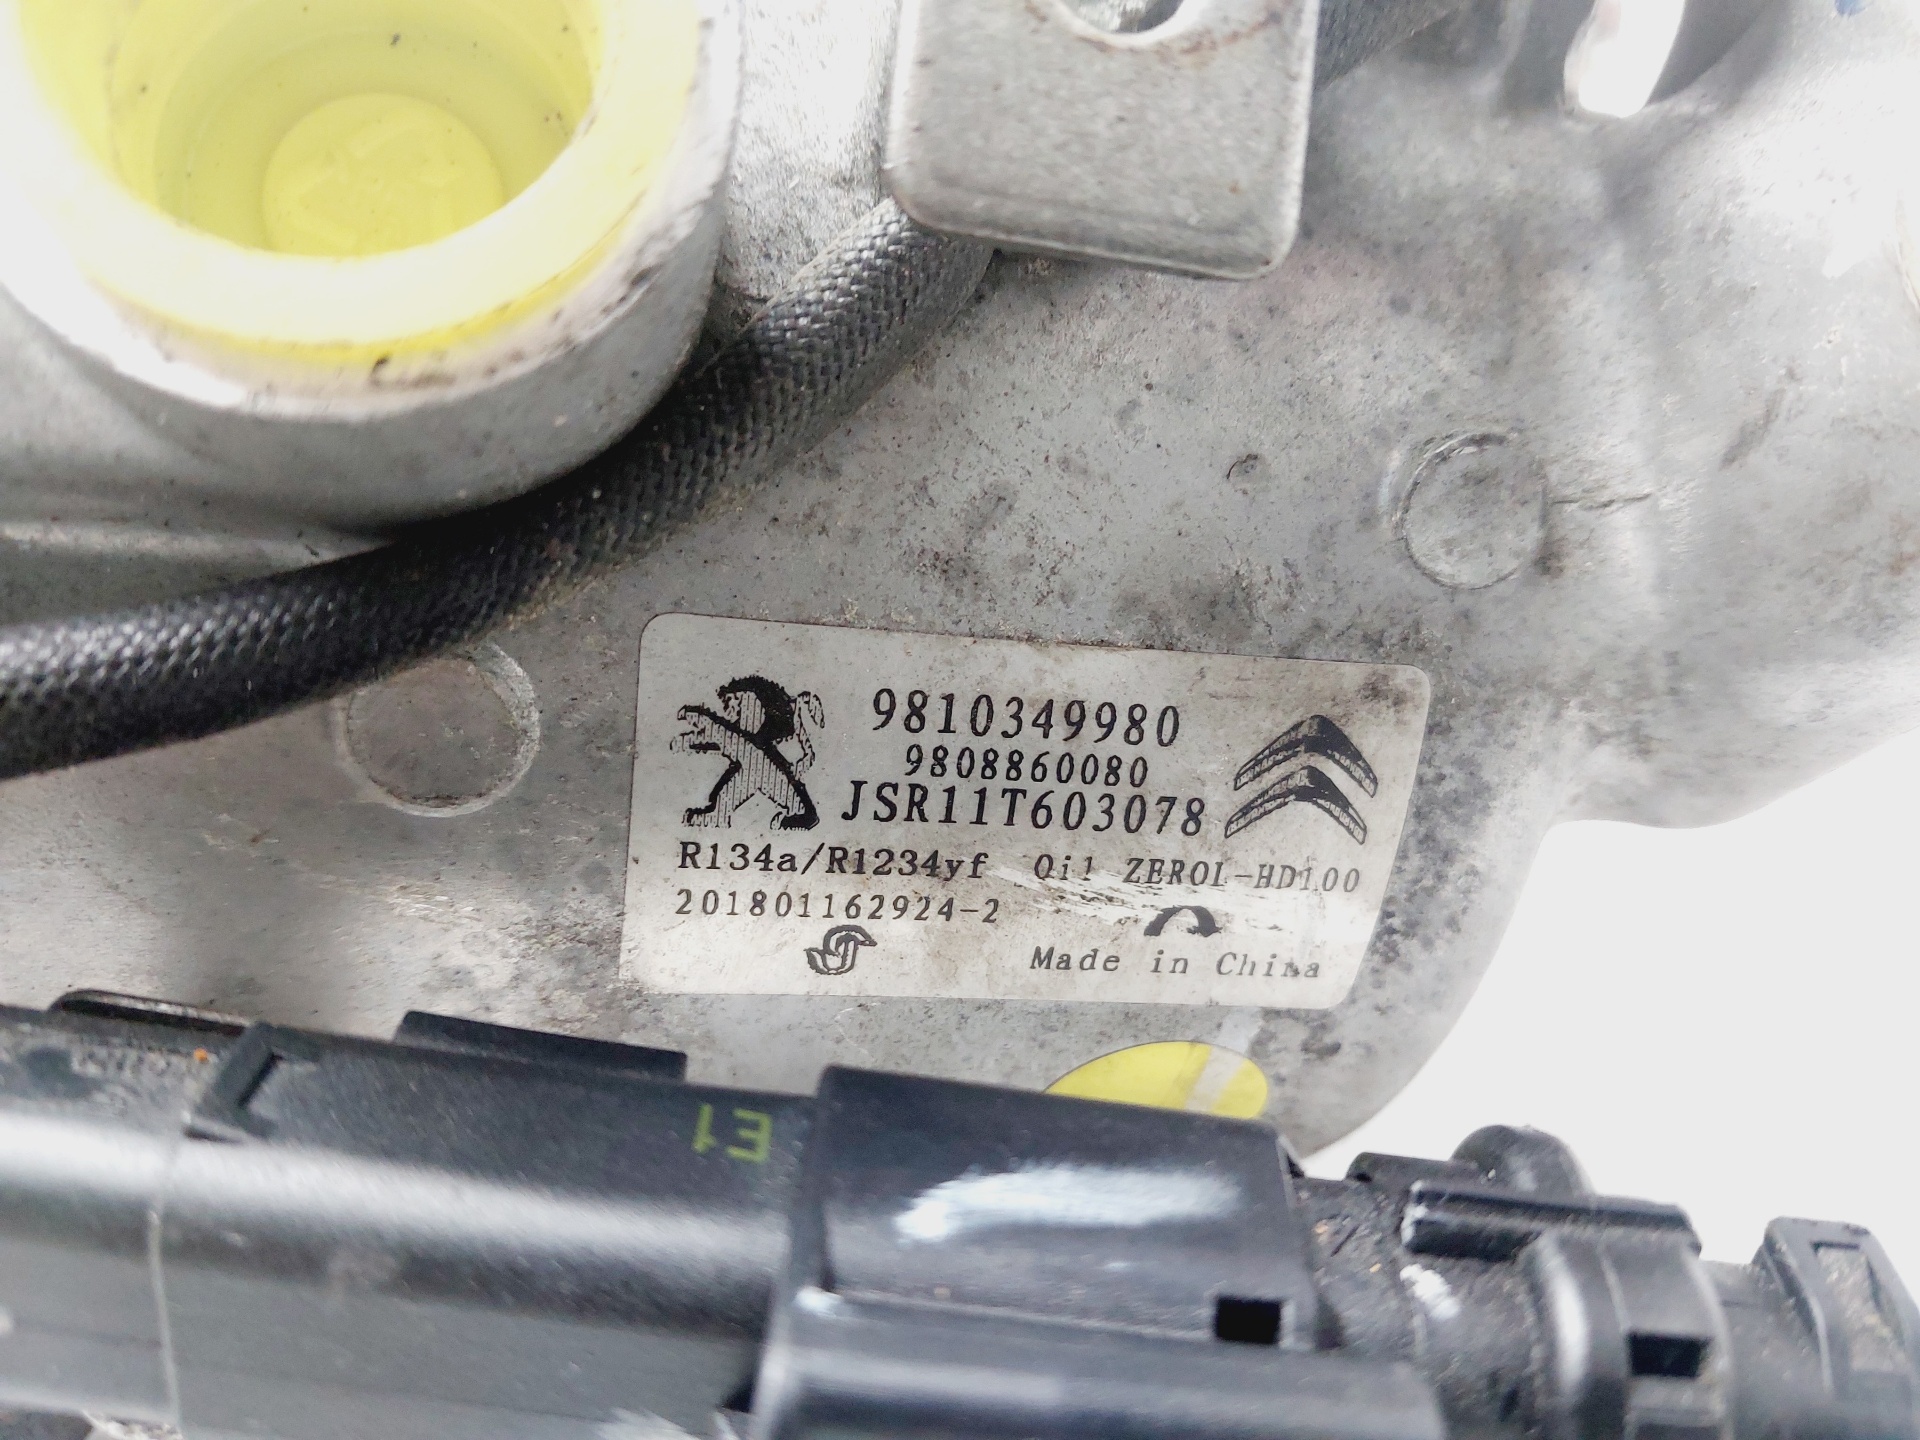 9810349980
9808860080
JSR11T603078
R134a/R1234yf Oil ZEROL-HD100
201801162924-2
Made in China
E1